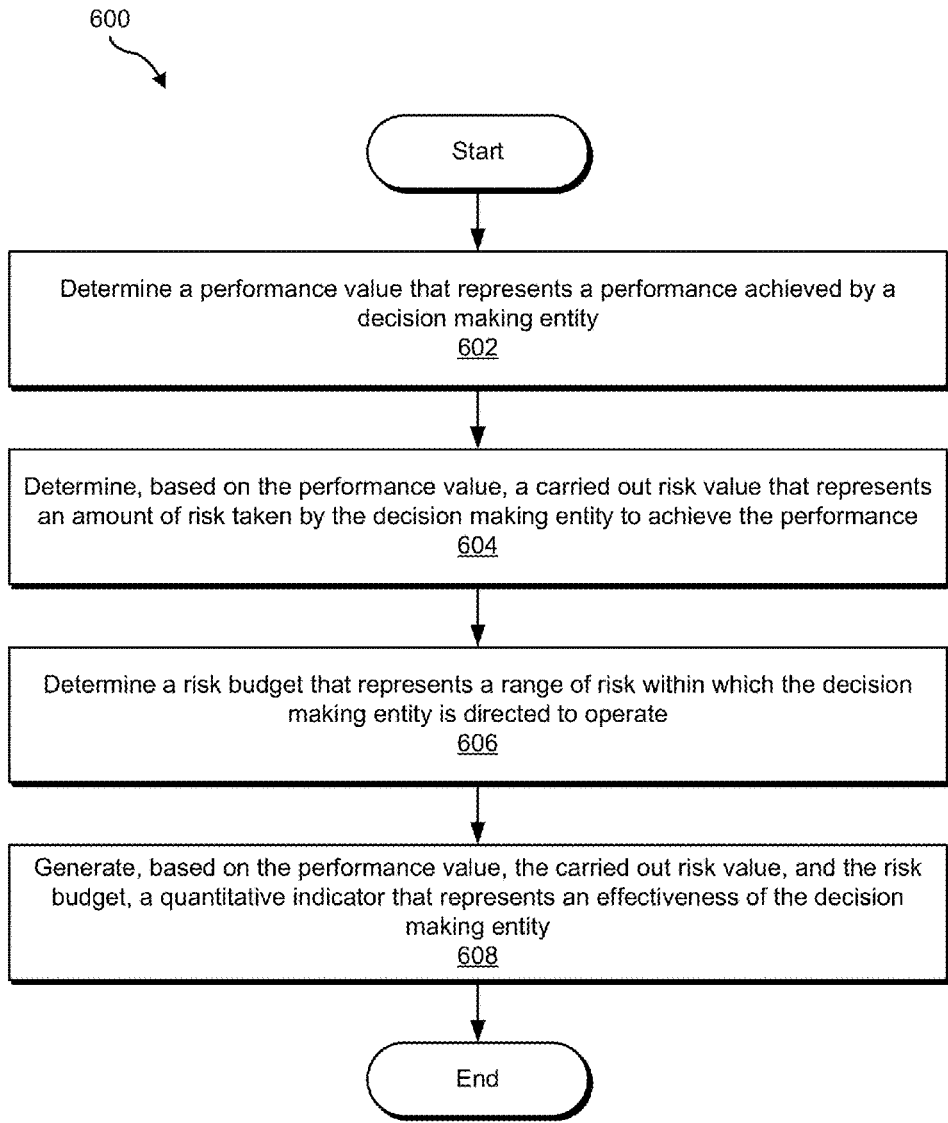 600
Start
Determine a performance value that represents a performance achieved by a
decision making entity
602
Determine, based on the performance value, a carried out risk value that represents
an amount of risk taken by the decision making entity to achieve the performance
604
Determine a risk budget that represents a range of risk within which the decision
making entity is directed to operate
606
Generate, based on the performance value, the carried out risk value, and the risk
budget, a quantitative indicator that represents an effectiveness of the decision
making entity
608
End